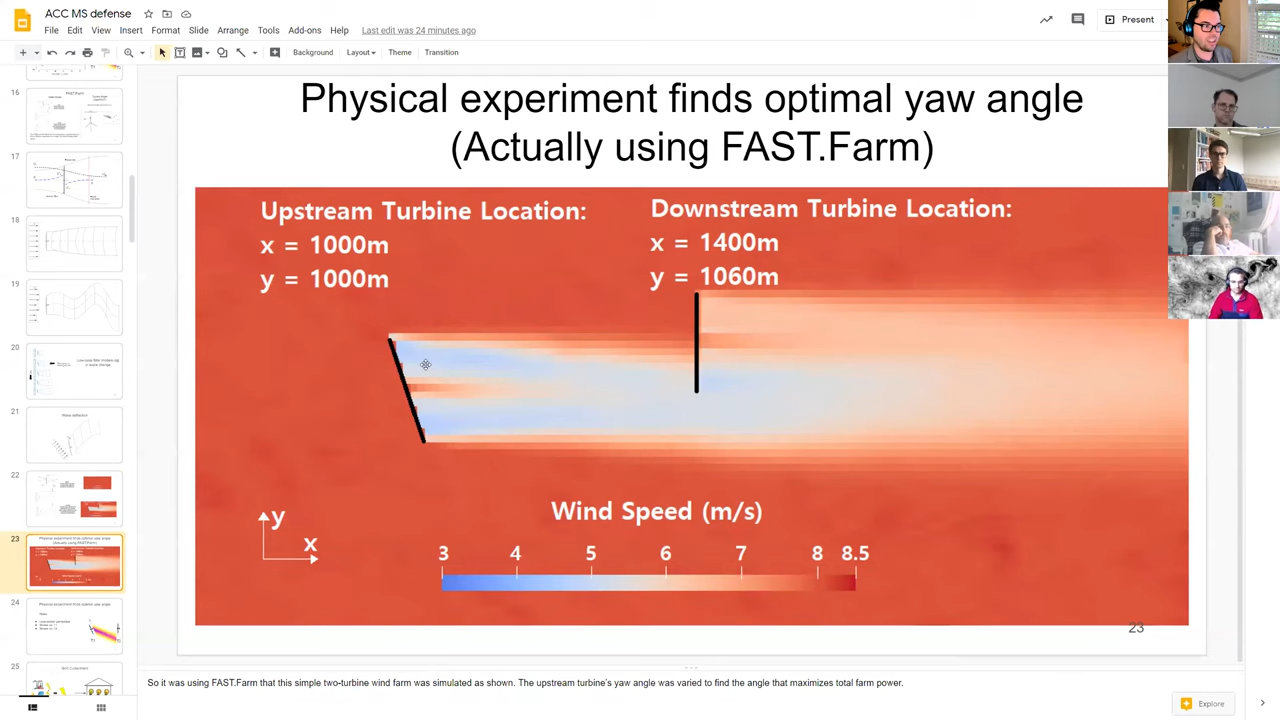 ACC MS defense
File Edit View Insert Format Slide Arrange Tools Add-ons Help Last edit was 24 minutes ago
Present
Background Layout Theme Transition
16
17
18
19
20
21
22
23
24
25
Physical experiment finds optimal yaw angle
(Actually using FAST.Farm)
Upstream Turbine Location:
x = 1000m
y = 1000m
Downstream Turbine Location:
x = 1400m
y = 1060m
y
x
Wind Speed (m/s)
3 4 5 6 7 8 8.5
23
So it was using FAST.Farm that this simple two-turbine wind farm was simulated as shown. The upstream turbine's yaw angle was varied to find the angle that maximizes total farm power.
Explore